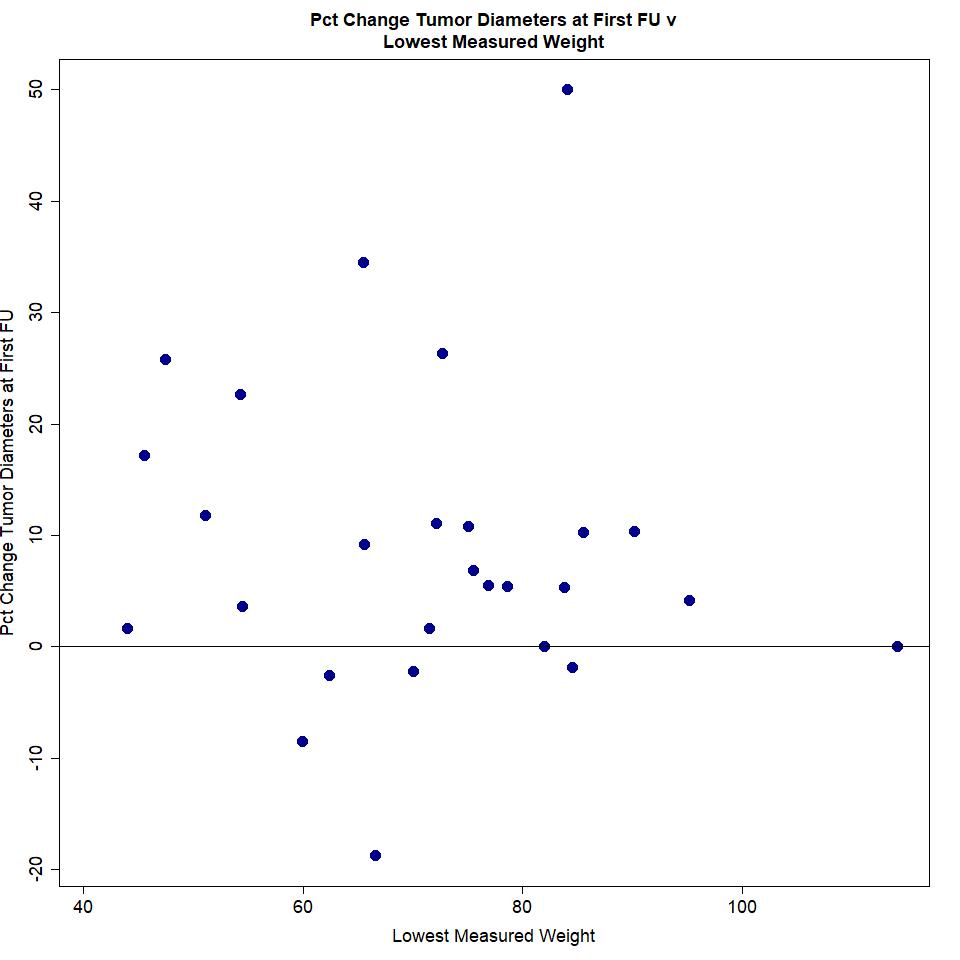 Pct Change Tumor Diameters at First FU v
Lowest Measured Weight
Pct Change Tumor Diameters at First FU
50
40
30
20
10
0
-10
-20
40 60 80 100
Lowest Measured Weight